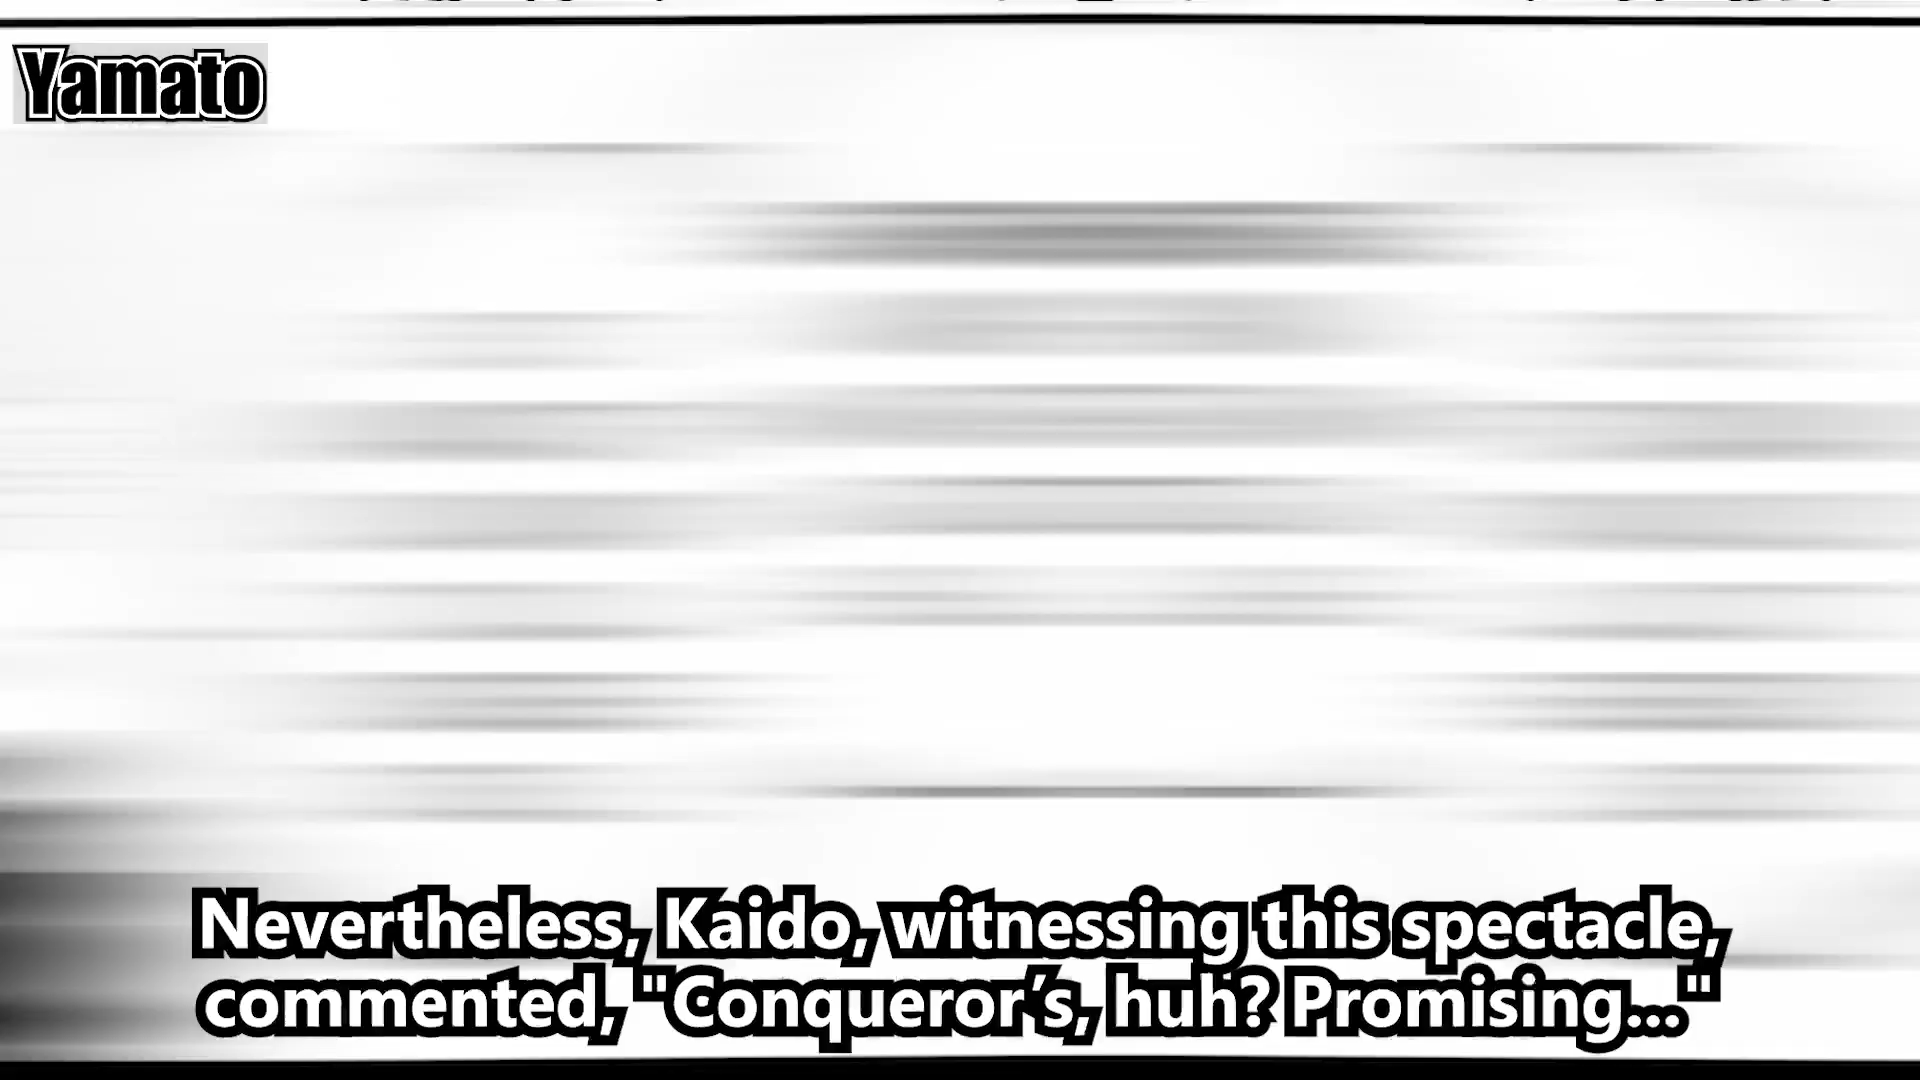 Yamato
Nevertheless, Kaido, witnessing this spectacle,
commented, "Conqueror’s, huh? Promising..."